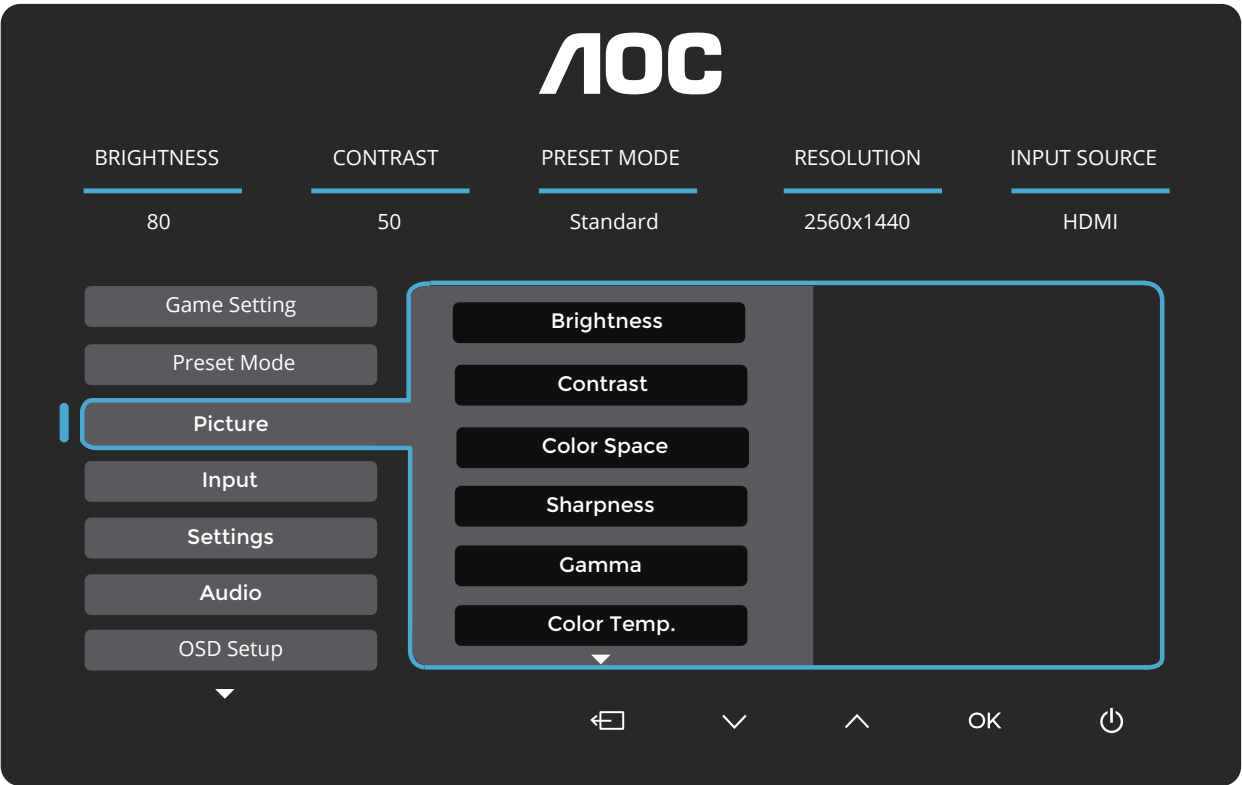 AOC
BRIGHTNESS CONTRAST PRESET MODE RESOLUTION INPUT SOURCE
80 50 Standard 2560x1440 HDMI
Game Setting
Preset Mode
Picture
Input
Settings
Audio
OSD Setup
Brightness
Contrast
Color Space
Sharpness
Gamma
Color Temp.
OK